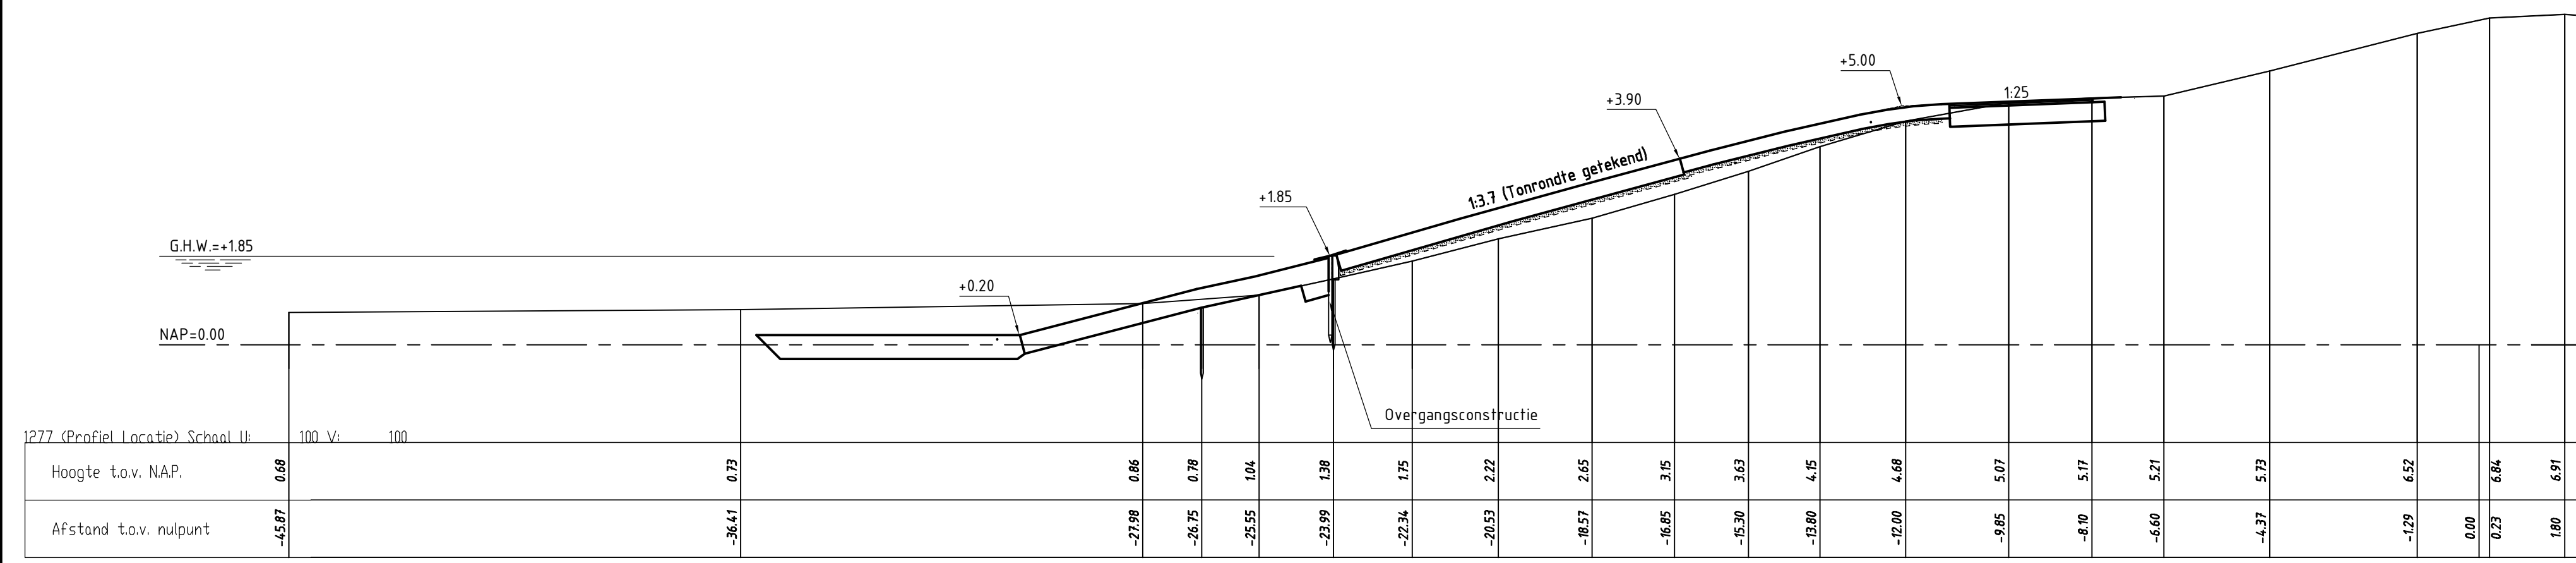 +5.00
1:25
+3.90
1:3.7 (Tonrondte getekend)
+1.85
G.H.W.=+1.85
+0.20
NAP=0.00
Overgangsconstructie
1277 (Profiel Locatie) Schaal U: 100 V: 100
Hoogte t.o.v. N.A.P. 0.68 0.73 0.86 0.78 1.04 1.38 1.75 2.22 2.65 3.15 3.63 4.15 4.68 5.07 5.17 5.21 5.73 6.52 6.84 6.91
Afstand t.o.v. nulpunt -45.87 -36.41 -27.98 -26.75 -25.55 -23.99 -22.34 -20.53 -18.57 -16.85 -15.30 -13.80 -12.00 -9.85 -8.10 -6.60 -4.37 -1.29 0.00 0.23 1.80